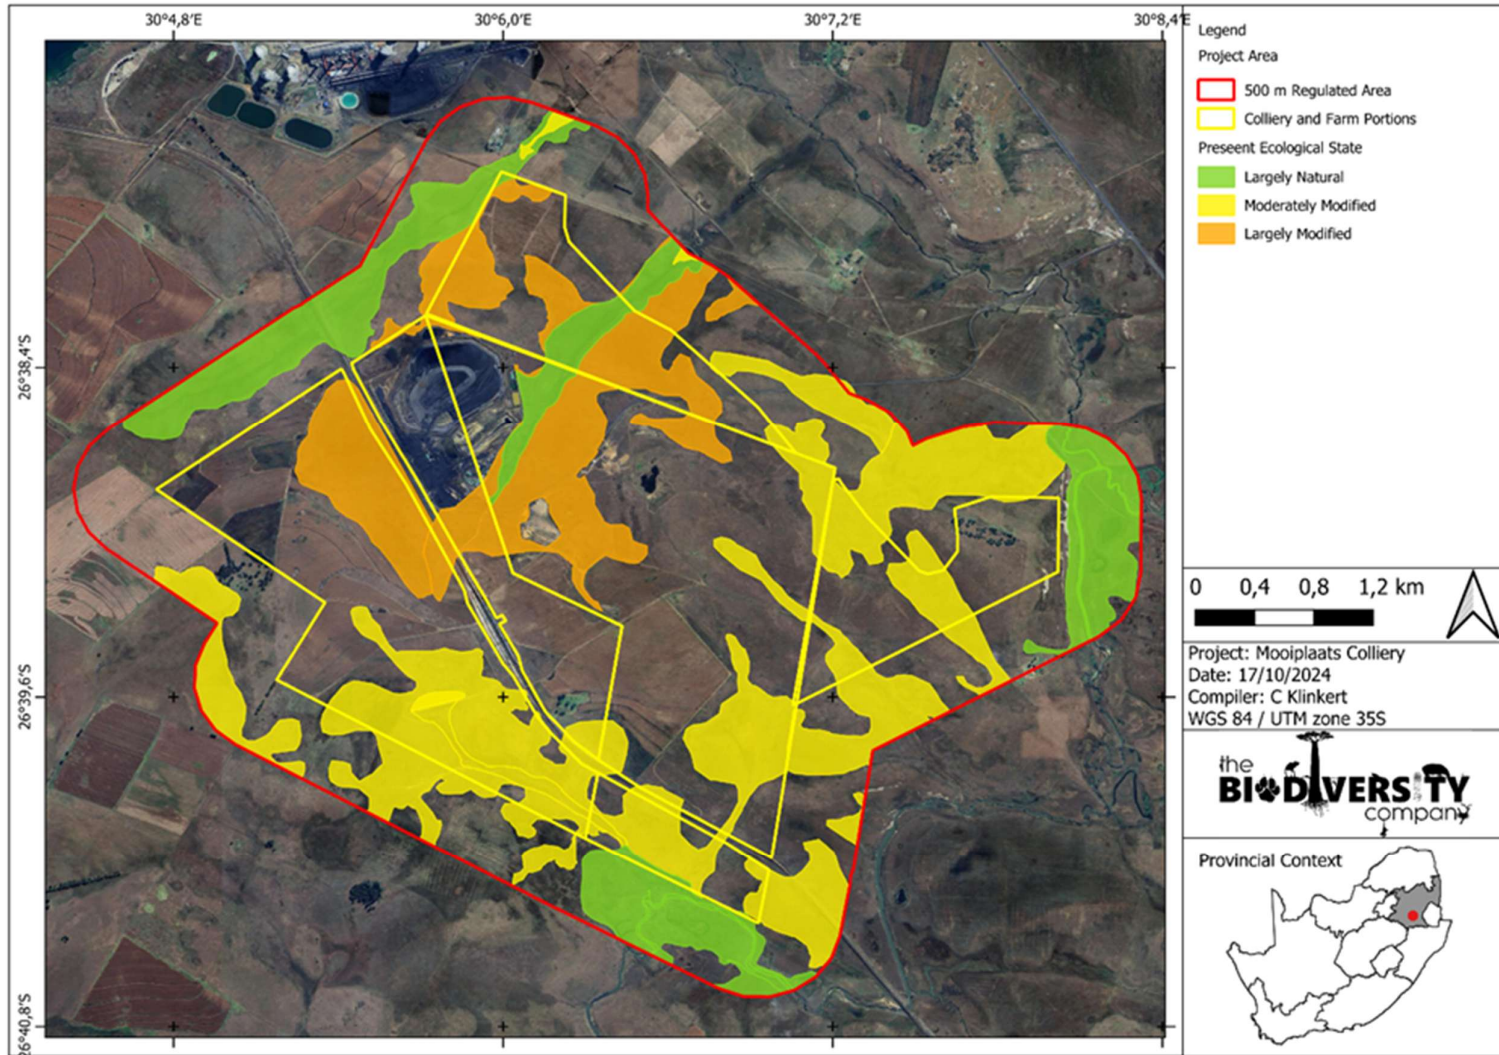 30°4,8'E 30°6,0'E 30°7,2'E 30°8,4'E
26°38,4'S
26°39,6'S
26°40,8'S
Legend
Project Area
500 m Regulated Area
Colliery and Farm Portions
Preseent Ecological State
Largely Natural
Moderately Modified
Largely Modified
0 0,4 0,8 1,2 km
Project: Mooiplaats Colliery
Date: 17/10/2024
Compiler: C Klinkert
WGS 84 / UTM zone 35S
the
BIODIVERSITY
company
Provincial Context